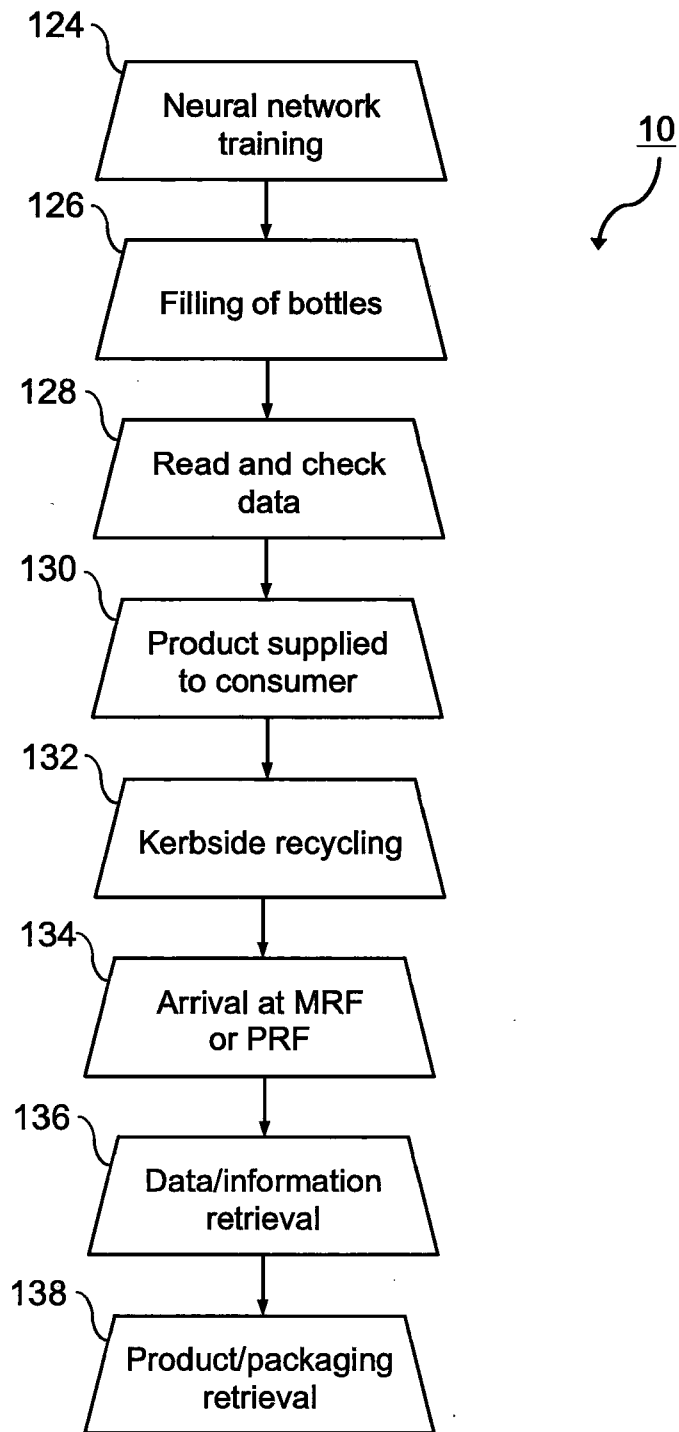 124
Neural network
training
10
126
Filling of bottles
128
Read and check
data
130
Product supplied
to consumer
132
Kerbside recycling
134
Arrival at MRF
or PRF
136
Data/information
retrieval
138
Product/packaging
retrieval